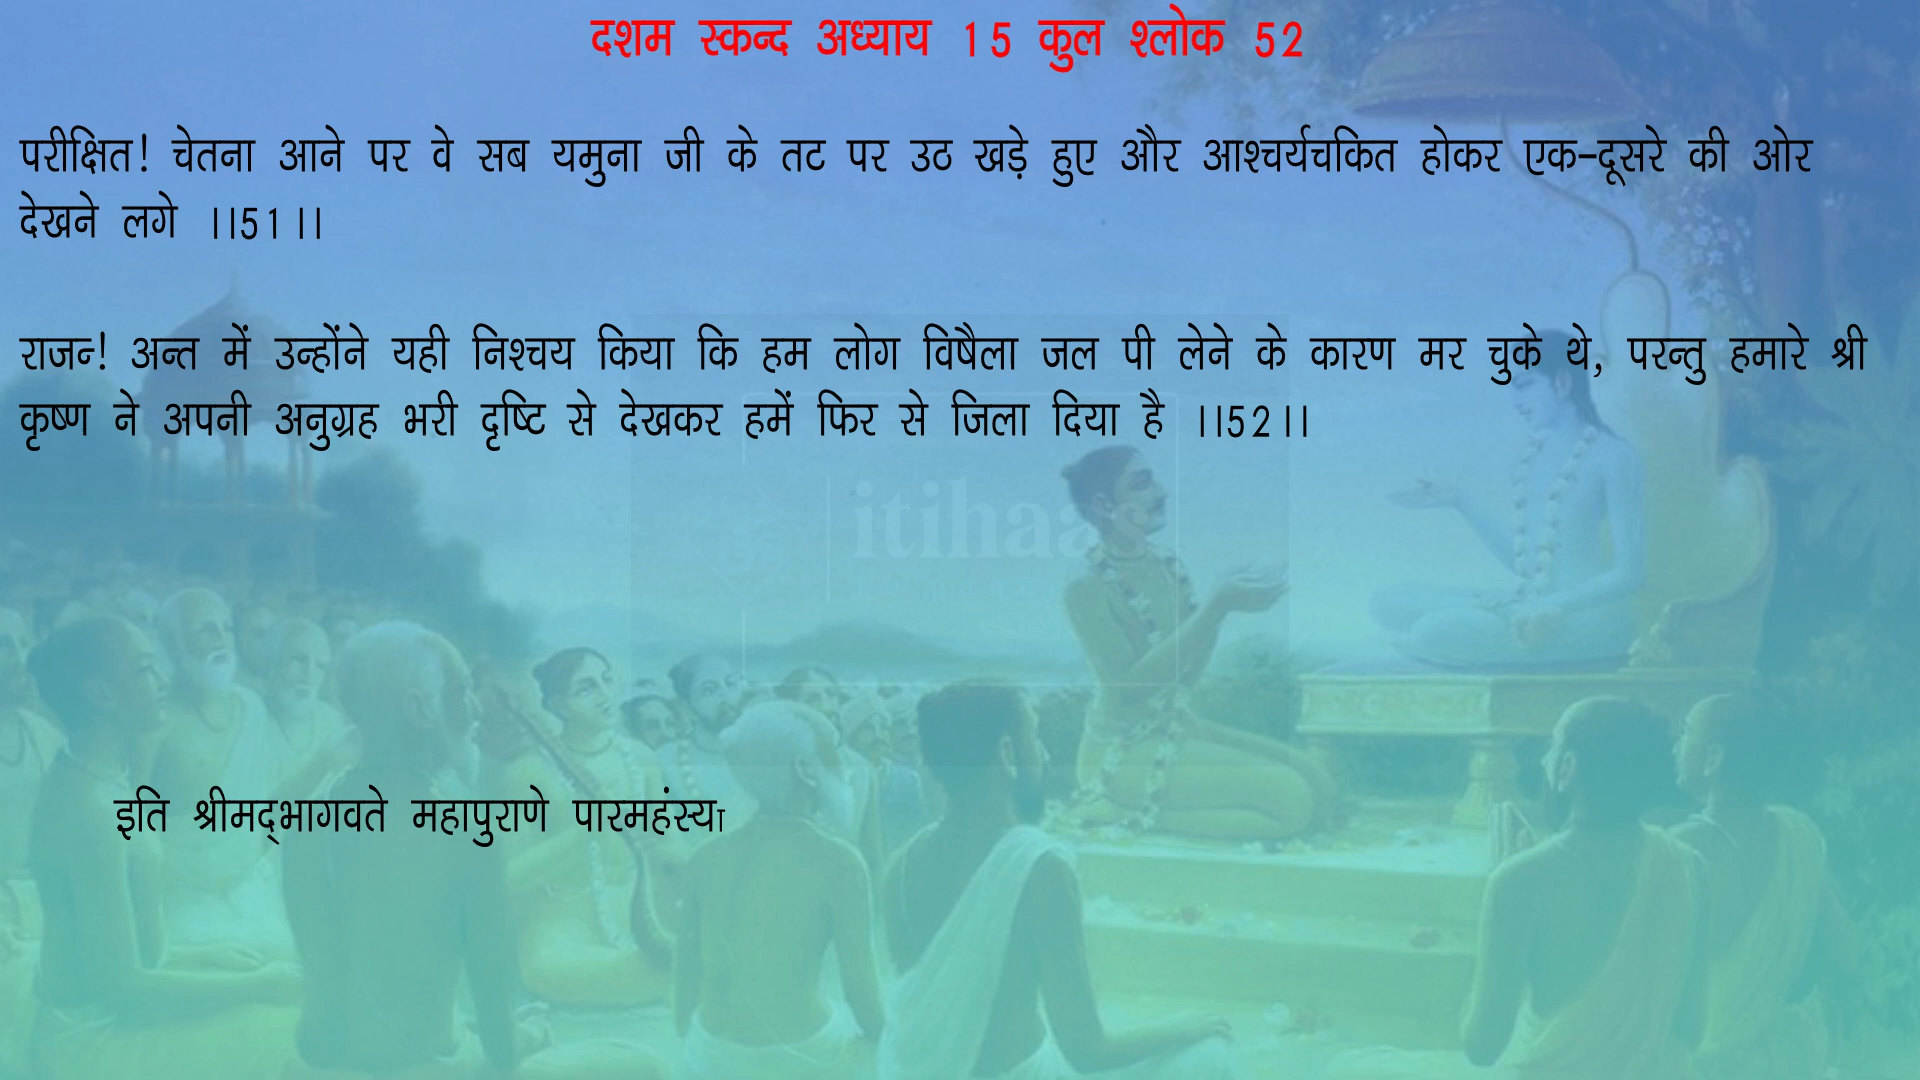 दशम स्कन्द अध्याय 15 कुल श्लोक 52
परीक्षित! चेतना आने पर वे सब यमुना जी के तट पर उठ खड़े हुए और आश्चर्यचकित होकर एक-दूसरे की ओर
देखने लगे ।।51।।
राजन! अन्त में उन्होंने यही निश्चय किया कि हम लोग विषैला जल पी लेने के कारण मर चुके थे, परन्तु हमारे श्री
कृष्ण ने अपनी अनुग्रह भरी दृष्टि से देखकर हमें फिर से जिला दिया है ।।52।।
itihaas
इति श्रीमद्भागवते महापुराणे पारमहंस्या